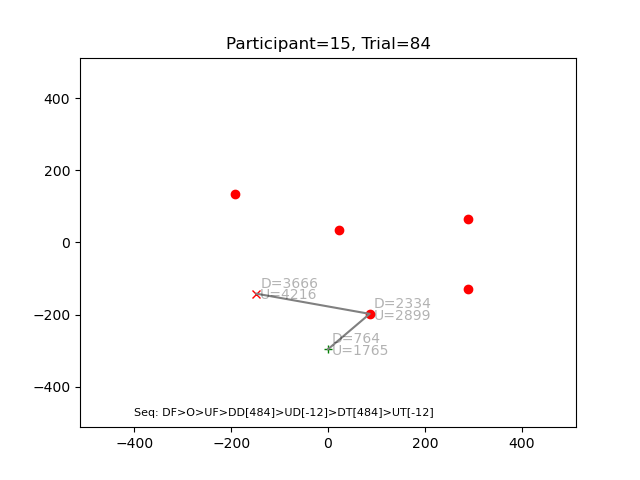 Participant=15, Trial=84
400
200
0
−200
−400
D=3666
U=4216
D=2334
U=2899
D=764
U=1765
Seq: DF>O>UF>DD[484]>UD[-12]>DT[484]>UT[-12]
−400
−200
0
200
400